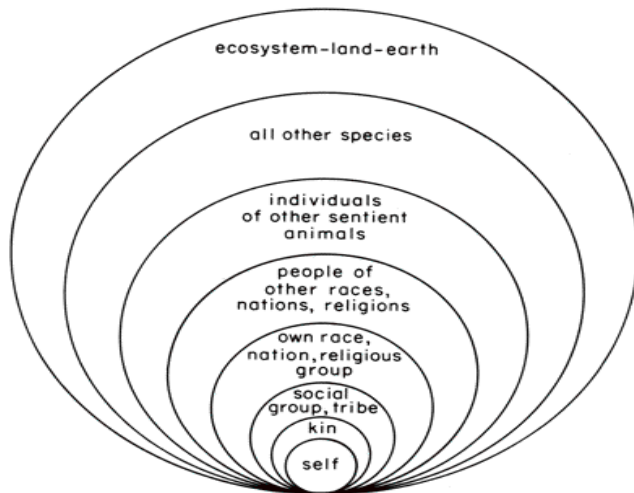 ecosystem-land-earth
all other species
individuals
of other sentient
animals
people of
other races,
nations, religions
own race,
nation, religious
group
social
group, tribe
kin
self